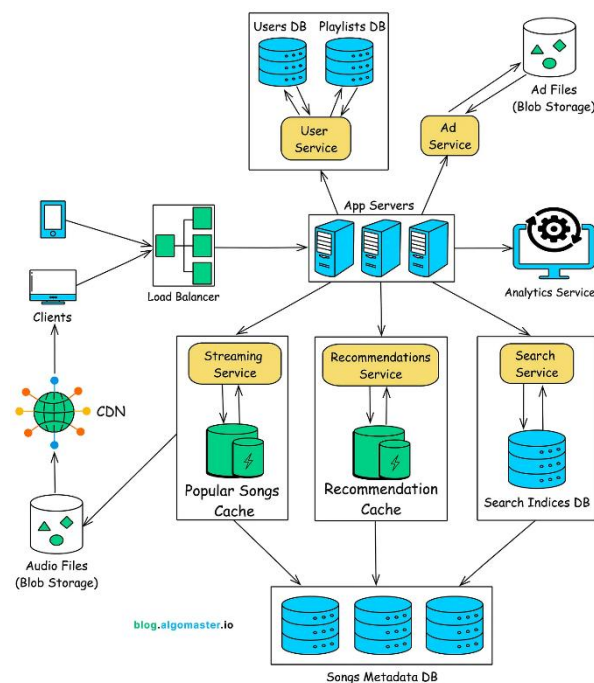 Users DB
Playlists DB
User
Service
Ad
Service
Ad Files
(Blob Storage)
App Servers
Load Balancer
Clients
Analytics Service
CDN
Audio Files
(Blob Storage)
Streaming
Service
Popular Songs
Cache
Recommendations
Service
Recommendation
Cache
Search
Service
Search Indices DB
blog.algomaster.io
Songs Metadata DB